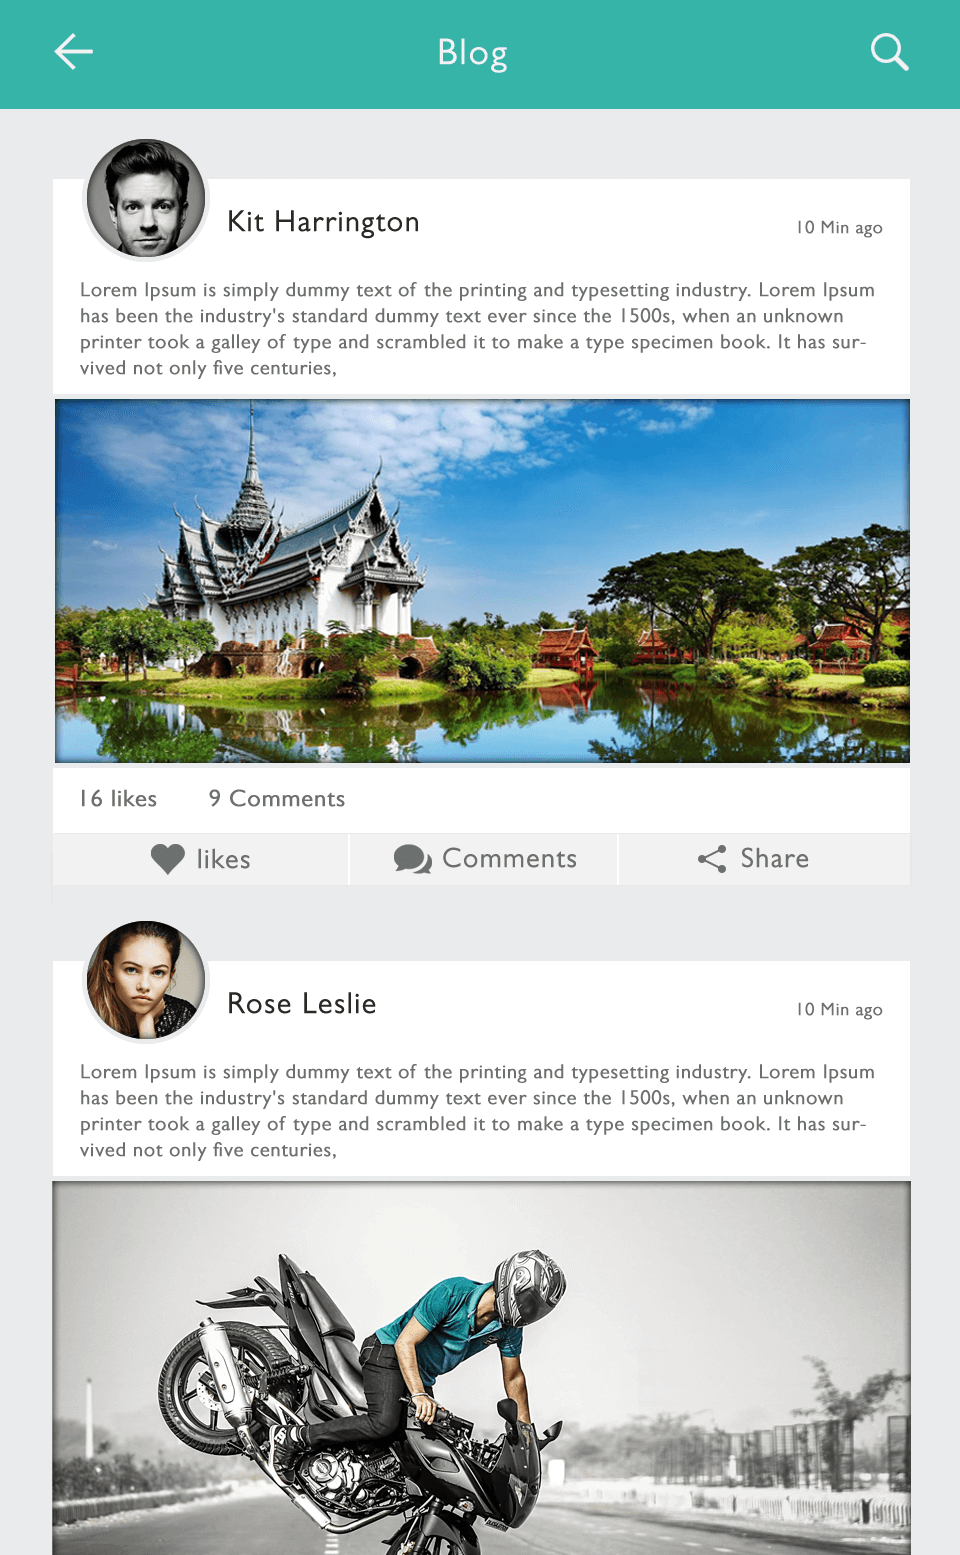 Blog
Kit Harrington
10 Min ago
Lorem Ipsum is simply dummy text of the printing and typesetting industry. Lorem Ipsum
has been the industry's standard dummy text ever since the 1500s, when an unknown
printer took a galley of type and scrambled it to make a type specimen book. It has sur-
vived not only five centuries,
16 likes 9 Comments
likes Comments Share
Rose Leslie
10 Min ago
Lorem Ipsum is simply dummy text of the printing and typesetting industry. Lorem Ipsum
has been the industry's standard dummy text ever since the 1500s, when an unknown
printer took a galley of type and scrambled it to make a type specimen book. It has sur-
vived not only five centuries,